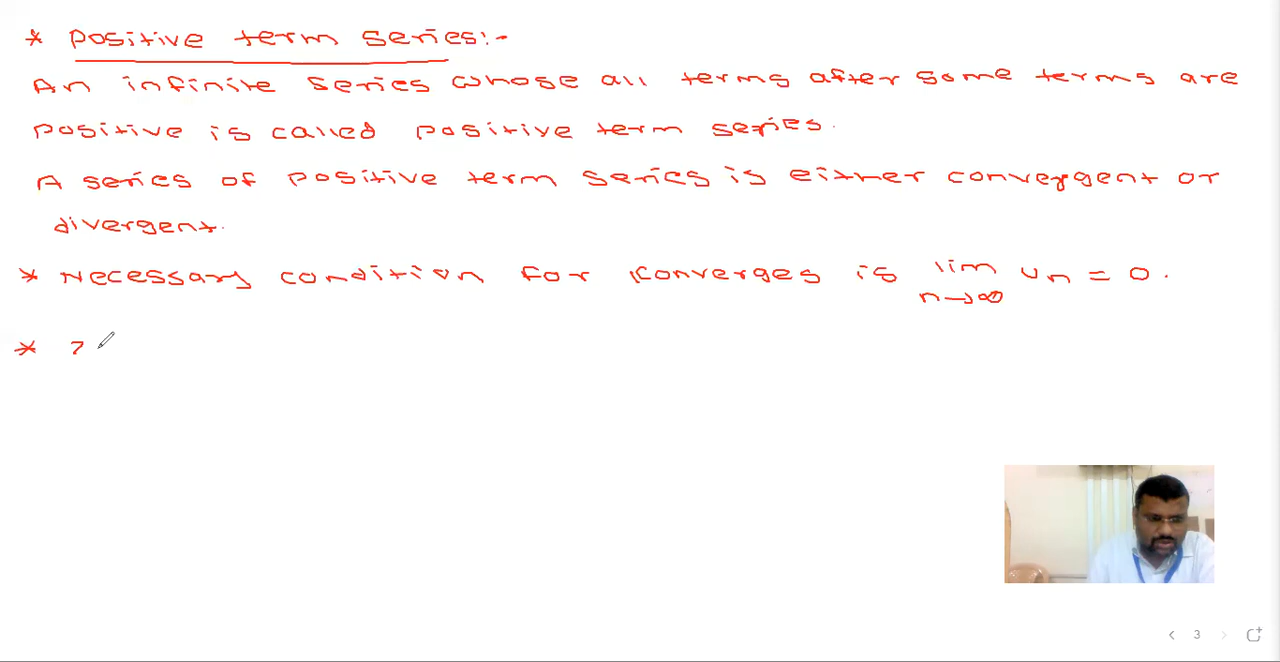 * Positive term series:-
An infinite series whose all terms after some terms are
positive is called positive term series.
A series of positive term series is either convergent or
divergent.
* Necessary condition for converges is lim Un = 0.
n→∞
*
< 3 >